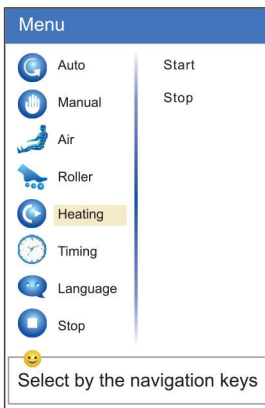 Menu
Auto
Start
Manual
Stop
Air
Roller
Heating
Timing
Language
Stop
Select by the navigation keys